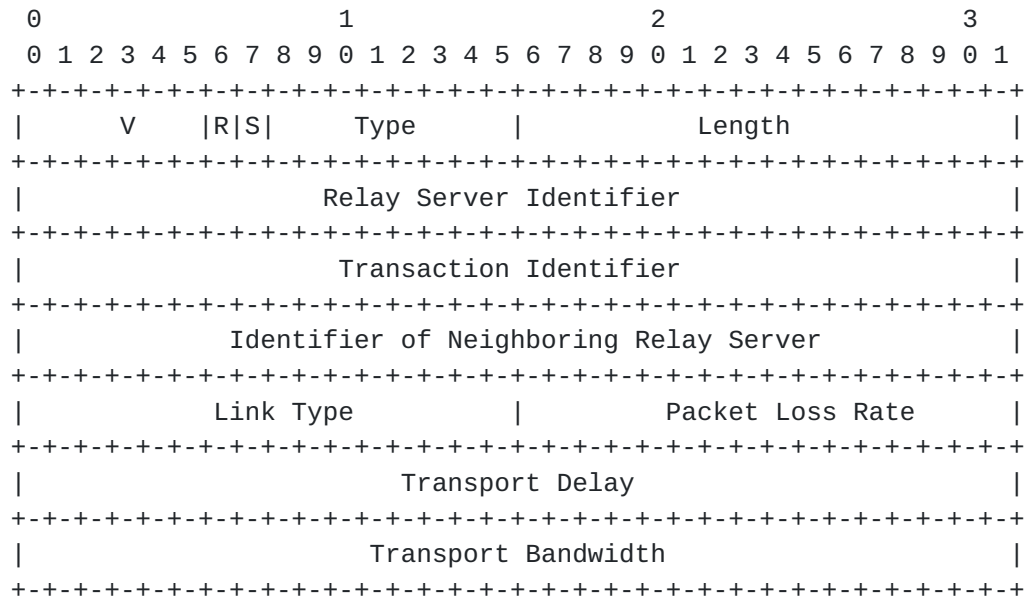 0                   1                   2                   3
 0 1 2 3 4 5 6 7 8 9 0 1 2 3 4 5 6 7 8 9 0 1 2 3 4 5 6 7 8 9 0 1
+-+-+-+-+-+-+-+-+-+-+-+-+-+-+-+-+-+-+-+-+-+-+-+-+-+-+-+-+-+-+-+-+
|      V    |R|S|     Type      |           Length              |
+-+-+-+-+-+-+-+-+-+-+-+-+-+-+-+-+-+-+-+-+-+-+-+-+-+-+-+-+-+-+-+-+
|                   Relay Server Identifier                     |
+-+-+-+-+-+-+-+-+-+-+-+-+-+-+-+-+-+-+-+-+-+-+-+-+-+-+-+-+-+-+-+-+
|                    Transaction Identifier                     |
+-+-+-+-+-+-+-+-+-+-+-+-+-+-+-+-+-+-+-+-+-+-+-+-+-+-+-+-+-+-+-+-+
|             Identifier of Neighboring Relay Server            |
+-+-+-+-+-+-+-+-+-+-+-+-+-+-+-+-+-+-+-+-+-+-+-+-+-+-+-+-+-+-+-+-+
|            Link Type          |         Packet Loss Rate      |
+-+-+-+-+-+-+-+-+-+-+-+-+-+-+-+-+-+-+-+-+-+-+-+-+-+-+-+-+-+-+-+-+
|                        Transport Delay                        |
+-+-+-+-+-+-+-+-+-+-+-+-+-+-+-+-+-+-+-+-+-+-+-+-+-+-+-+-+-+-+-+-+
|                      Transport Bandwidth                      |
+-+-+-+-+-+-+-+-+-+-+-+-+-+-+-+-+-+-+-+-+-+-+-+-+-+-+-+-+-+-+-+-+